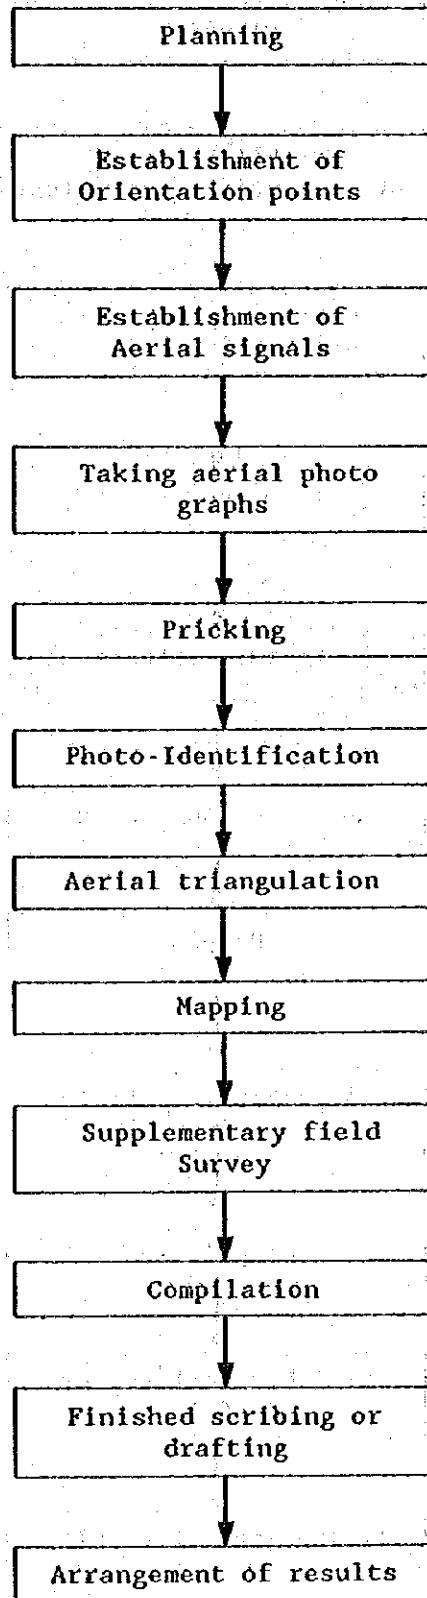 Planning
Establishment of
Orientation points
Establishment of
Aerial signals
Taking aerial photo
graphs
Pricking
Photo-Identification
Aerial triangulation
Mapping
Supplementary field
Survey
Compilation
Finished scribing or
drafting
Arrangement of results